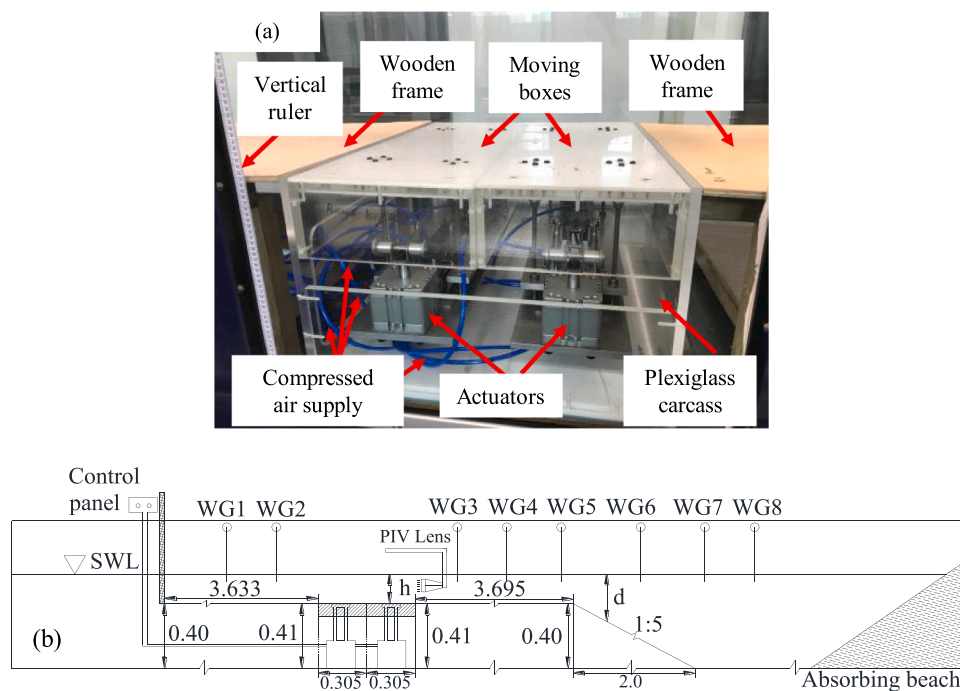 (a)
Vertical
ruler
Wooden
frame
Moving
boxes
Wooden
frame
Compressed
air supply
Actuators
Plexiglass
carcass
Control
panel
WG1 WG2 WG3 WG4 WG5 WG6 WG7 WG8
PIV Lens
SWL
3.633 h 3.695 d
1:5
(b) 0.40 0.41 0.41 0.40
0.305 0.305 2.0
Absorbing beach